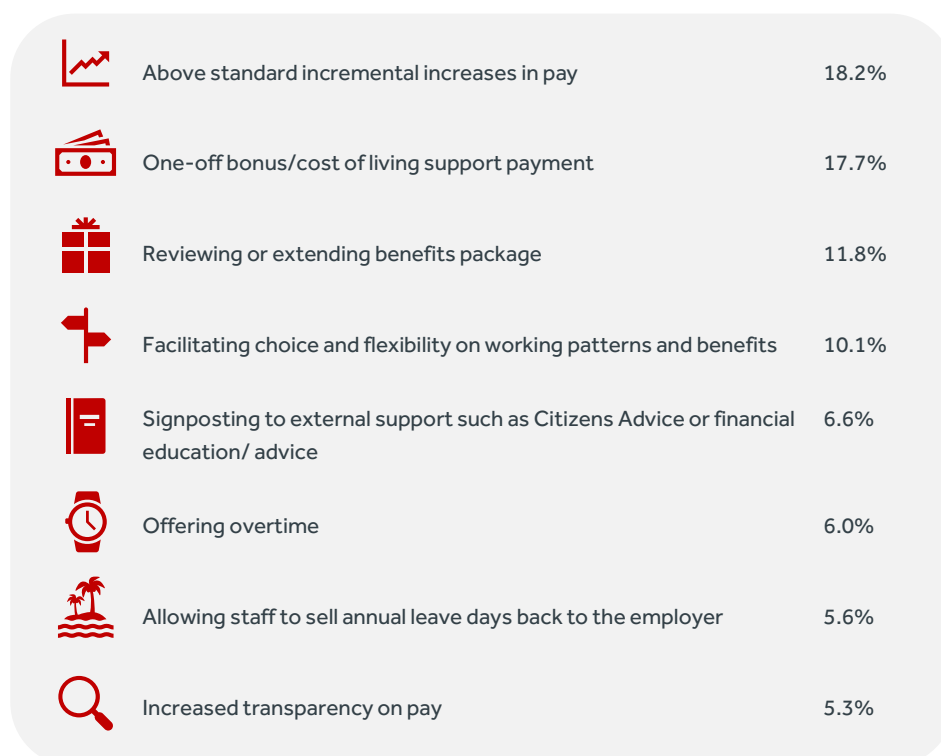 Above standard incremental increases in pay 18.2%
One-off bonus/cost of living support payment 17.7%
Reviewing or extending benefits package 11.8%
Facilitating choice and flexibility on working patterns and benefits 10.1%
Signposting to external support such as Citizens Advice or financial 6.6%
education/ advice
Offering overtime 6.0%
Allowing staff to sell annual leave days back to the employer 5.6%
Increased transparency on pay 5.3%